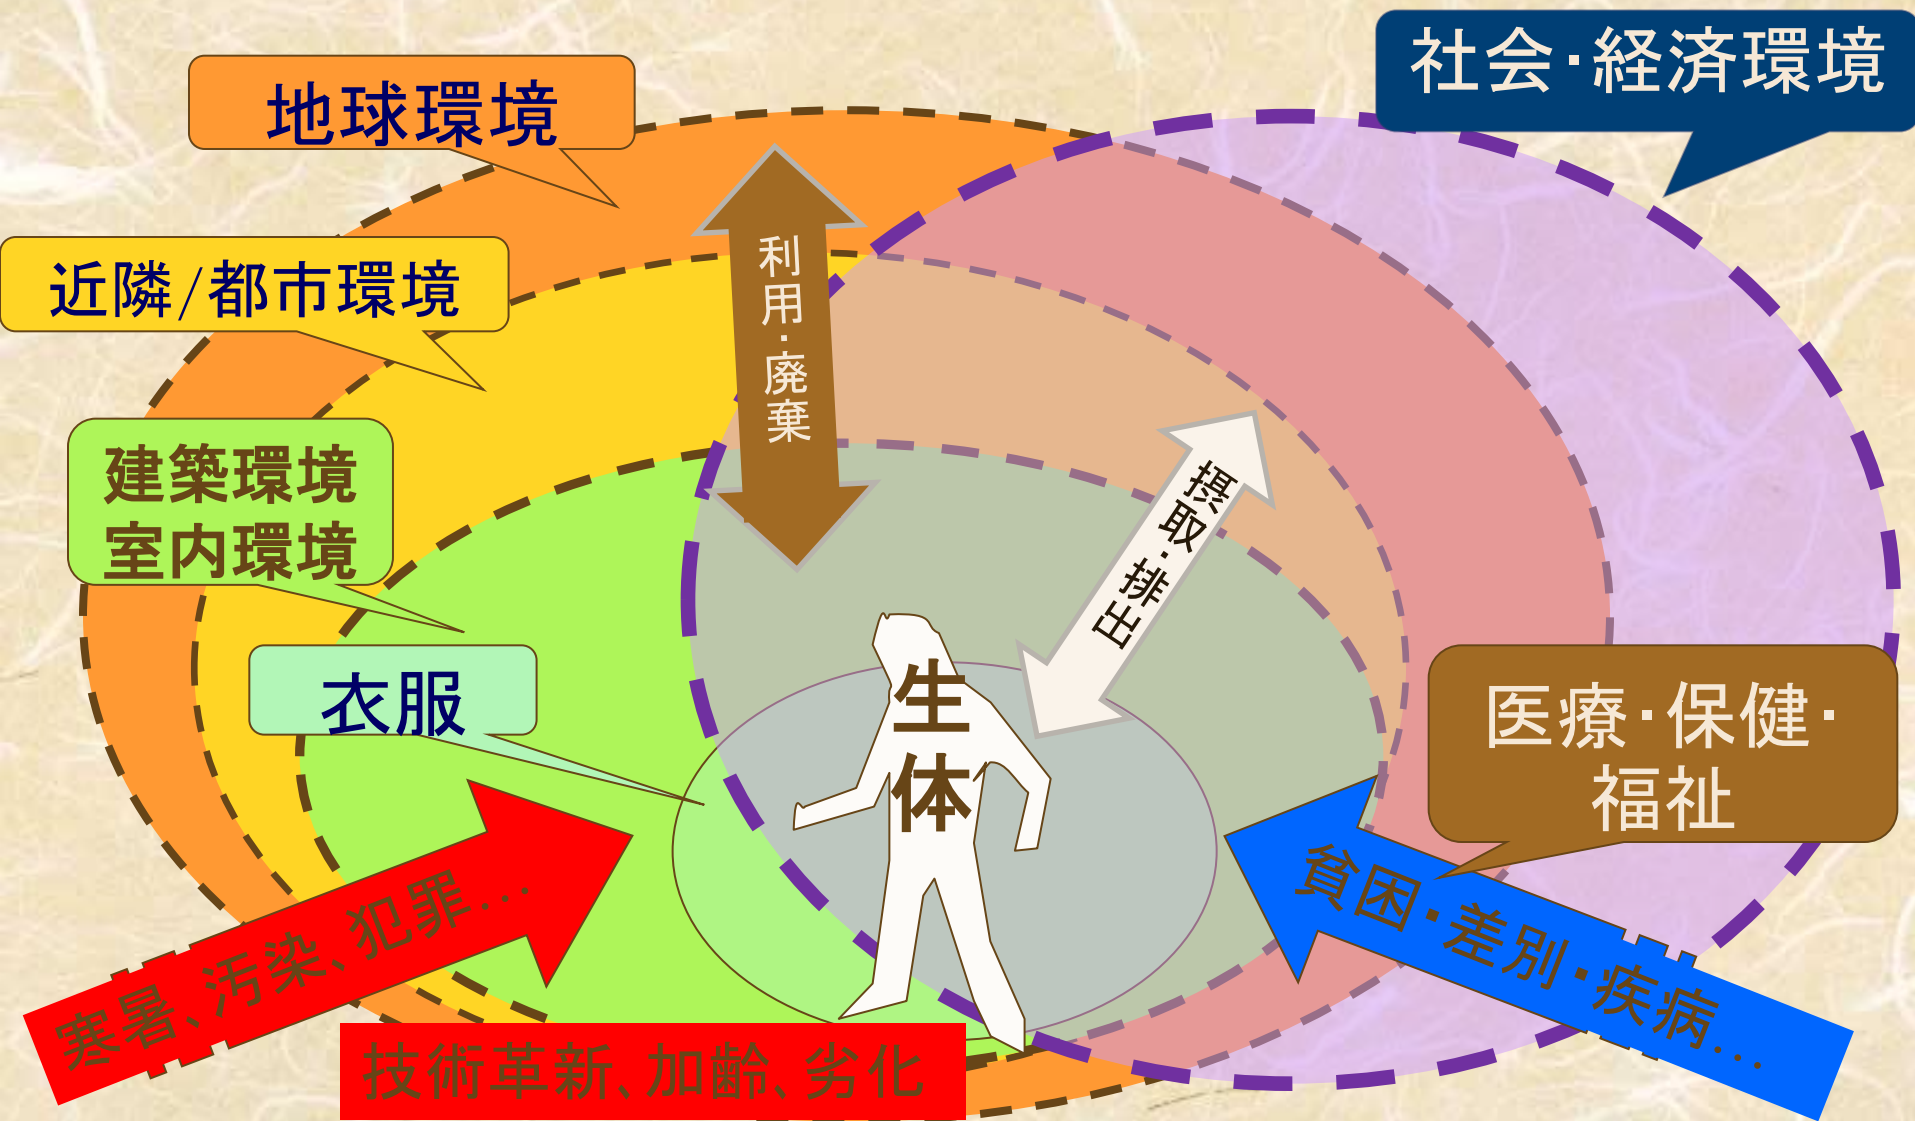 社会・経済環境
地球環境
近隣/都市環境
利用・廃棄
建築環境
室内環境
摂取・排出
衣服
生体
医療・保健・
福祉
寒暑、汚染、犯罪…
貧困・差別・疾病…
技術革新、加齢、劣化